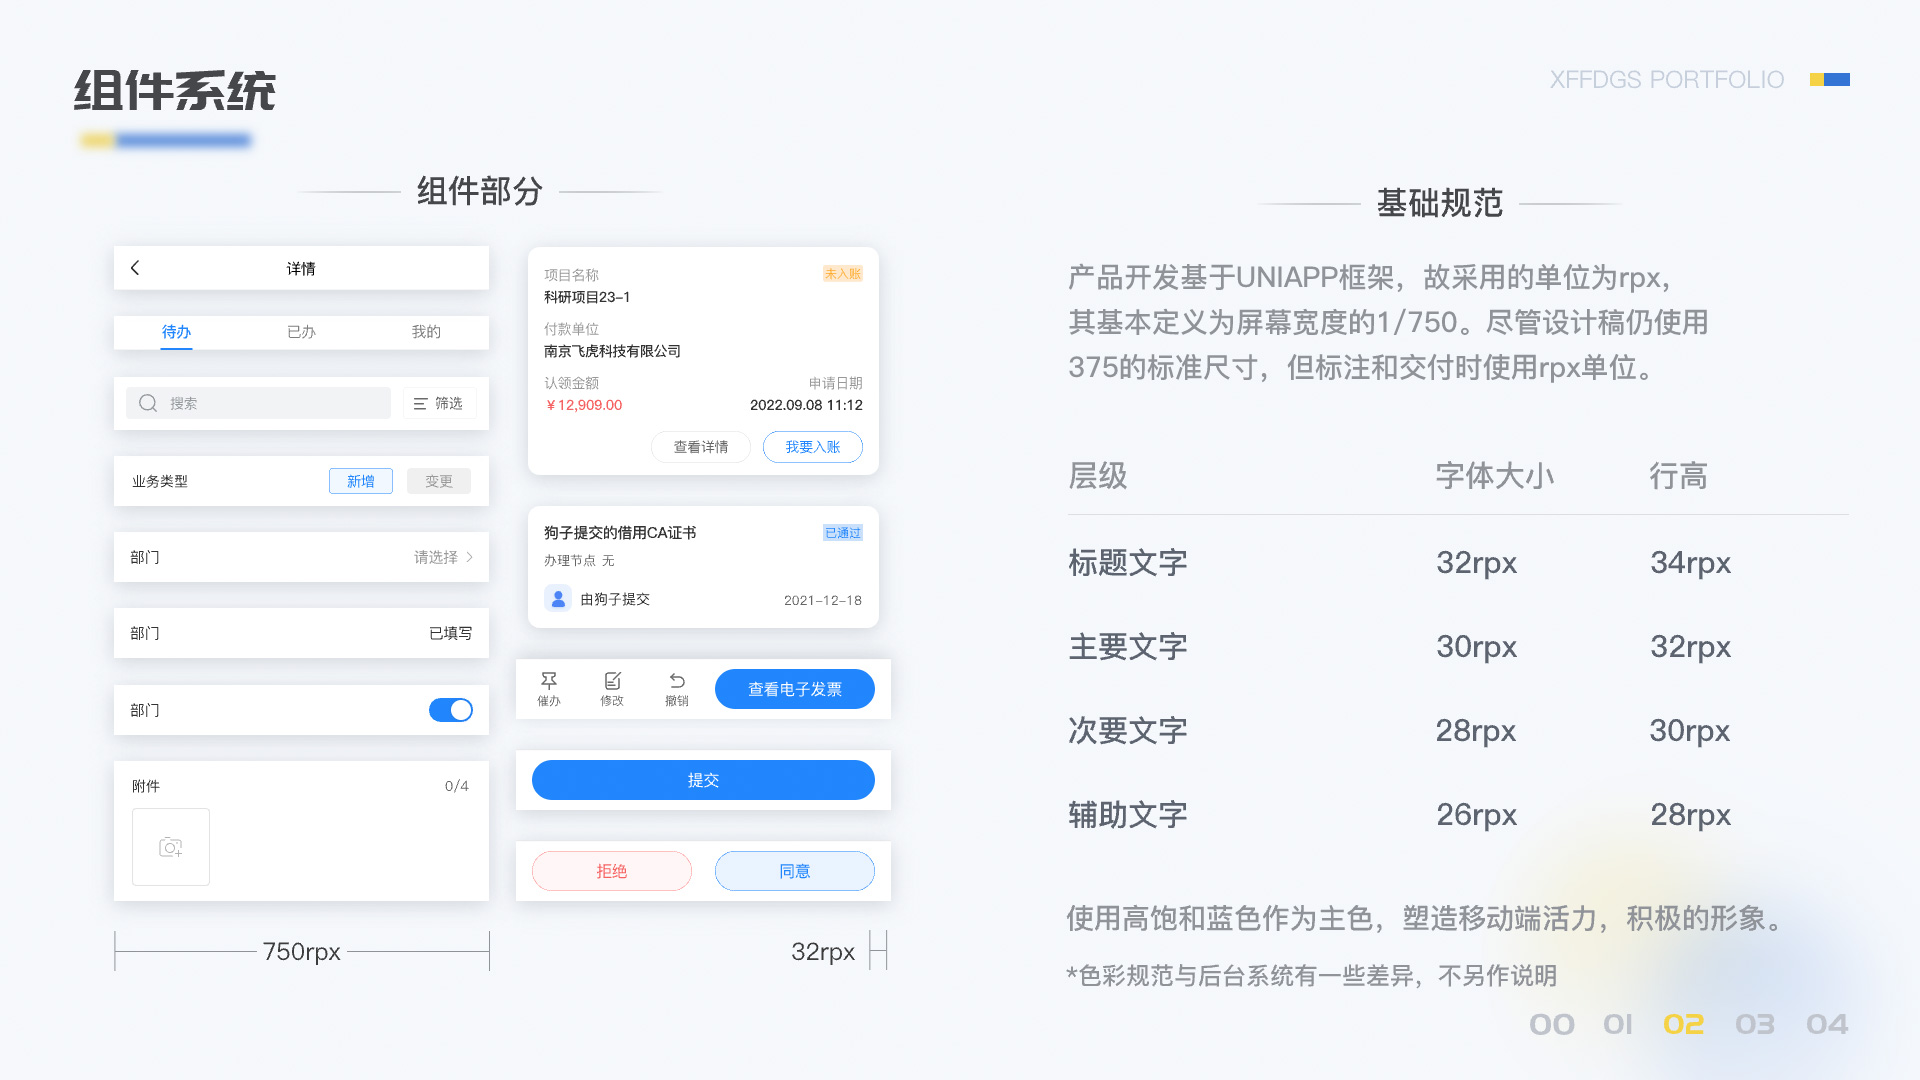 组件系统
XFFDGS PORTFOLIO
组件部分
详情
待办 已办 我的
搜索 筛选
业务类型 新增 变更
部门 请选择
部门 已填写
部门
附件 0/4
750rpx
项目名称 未入账
科研项目23-1
付款单位
南京飞虎科技有限公司
认领金额 申请日期
￥12,909.00 2022.09.08 11:12
查看详情 我要入账
狗子提交的借用CA证书 已通过
办理节点 无
由狗子提交 2021-12-18
催办 修改 撤销 查看电子发票
提交
拒绝 同意
32rpx
基础规范
产品开发基于UNIAPP框架，故采用的单位为rpx，
其基本定义为屏幕宽度的1/750。尽管设计稿仍使用
375的标准尺寸，但标注和交付时使用rpx单位。
层级 字体大小 行高
标题文字 32rpx 34rpx
主要文字 30rpx 32rpx
次要文字 28rpx 30rpx
辅助文字 26rpx 28rpx
使用高饱和蓝色作为主色，塑造移动端活力，积极的形象。
*色彩规范与后台系统有一些差异，不另作说明
00 01 02 03 04